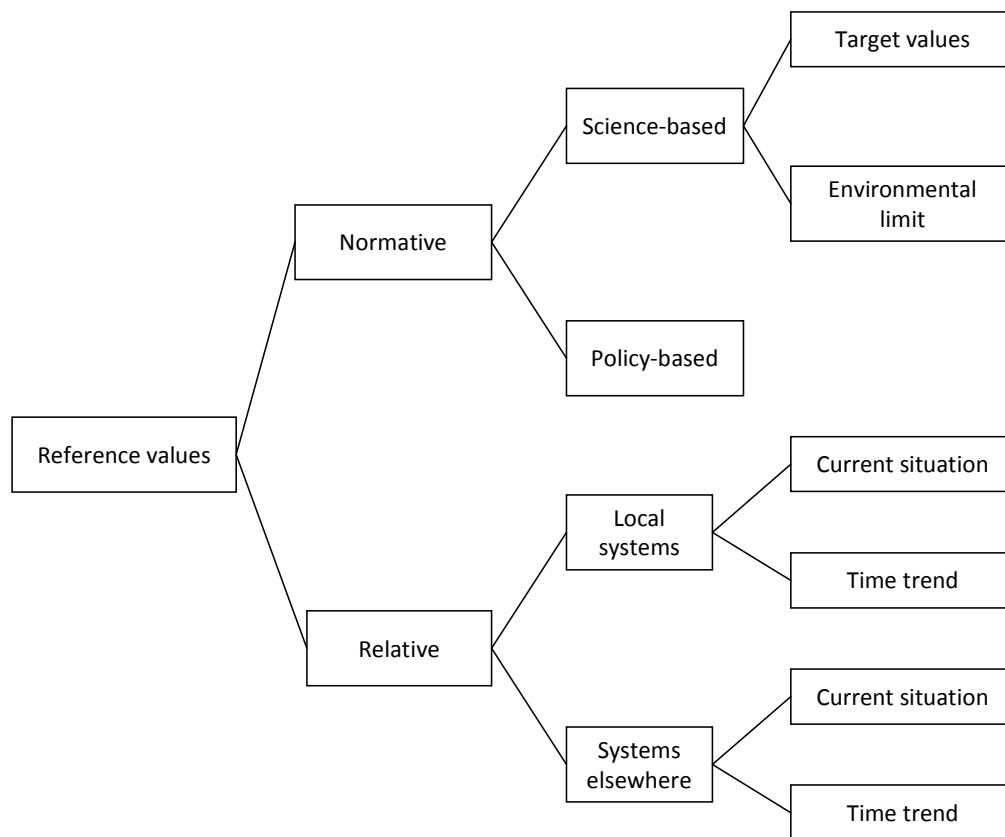 Target values
Science-based
Environmental
limit
Normative
Policy-based
Reference values
Current situation
Local
systems
Time trend
Relative
Current situation
Systems
elsewhere
Time trend